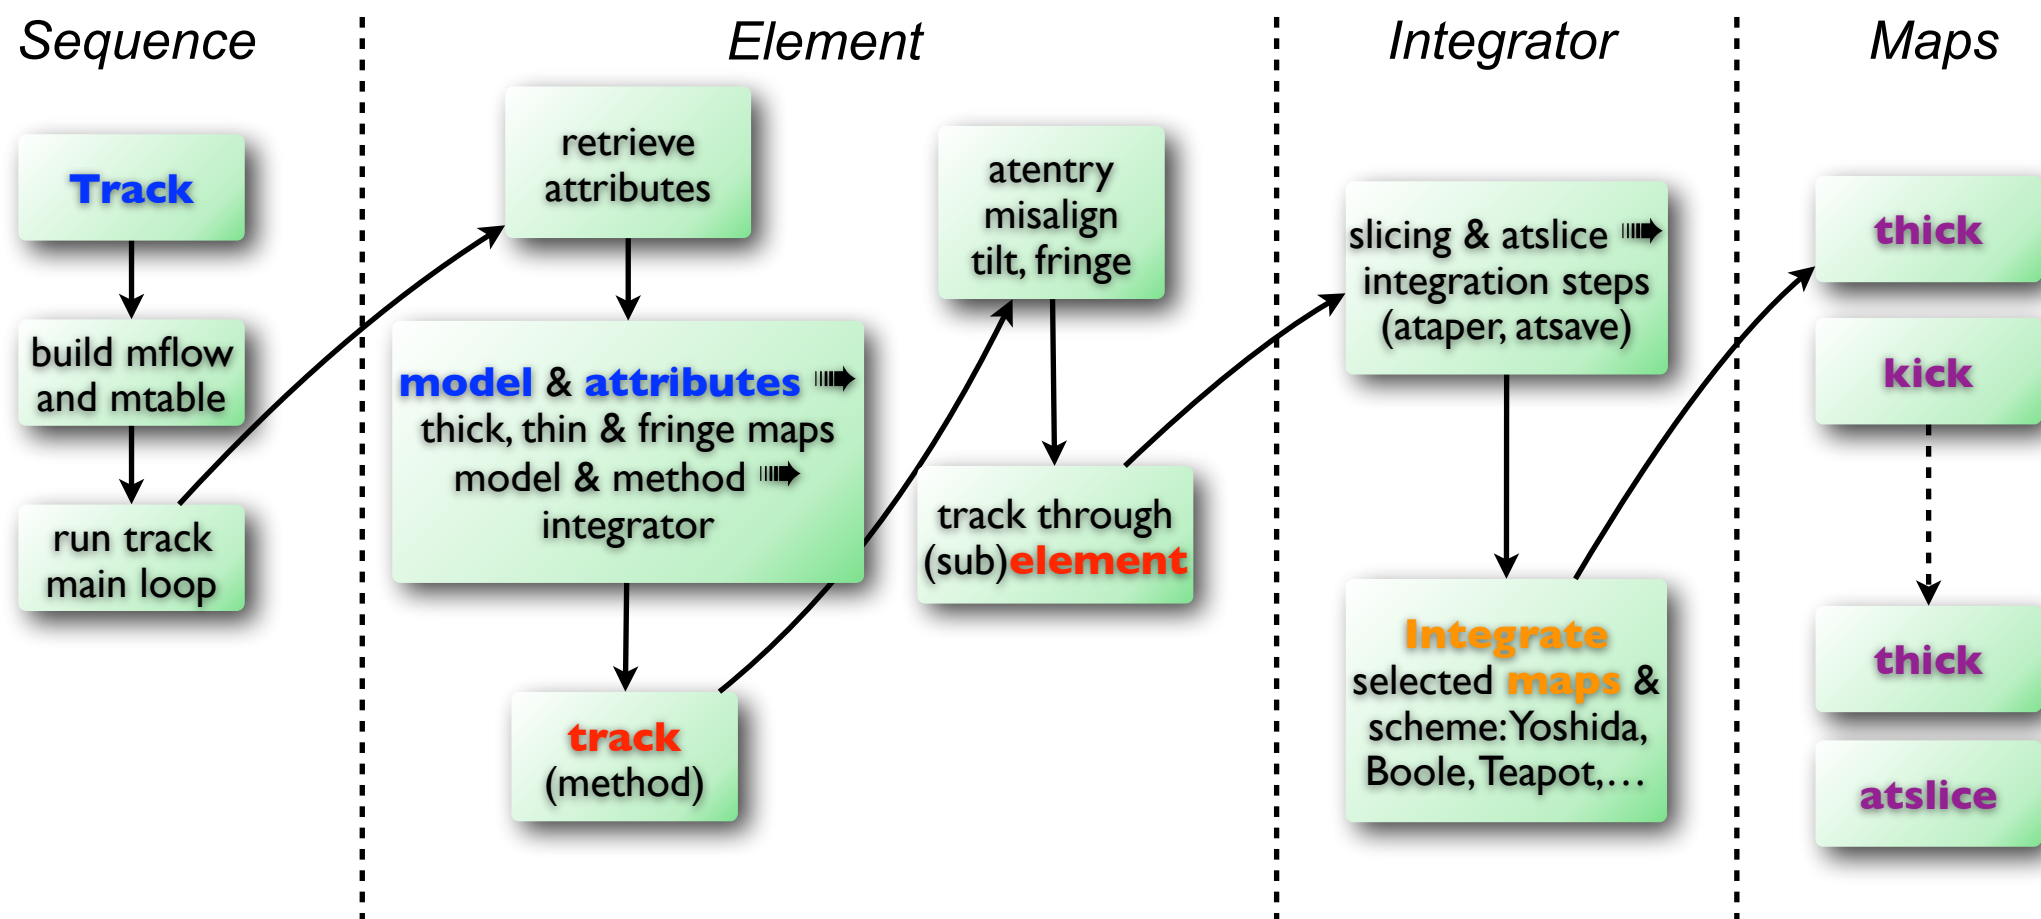 Sequence
Track
build mflow
and mtable
run track
main loop
Element
retrieve
attributes
model & attributes ➠
thick, thin & fringe maps
model & method ➠
integrator
track
(method)
atentry
misalign
tilt, fringe
track through
(sub)element
Integrator
slicing & atslice ➠
integration steps
(ataper, atsave)
Integrate
selected maps &
scheme: Yoshida,
Boole, Teapot,…
Maps
thick
kick
thick
atslice